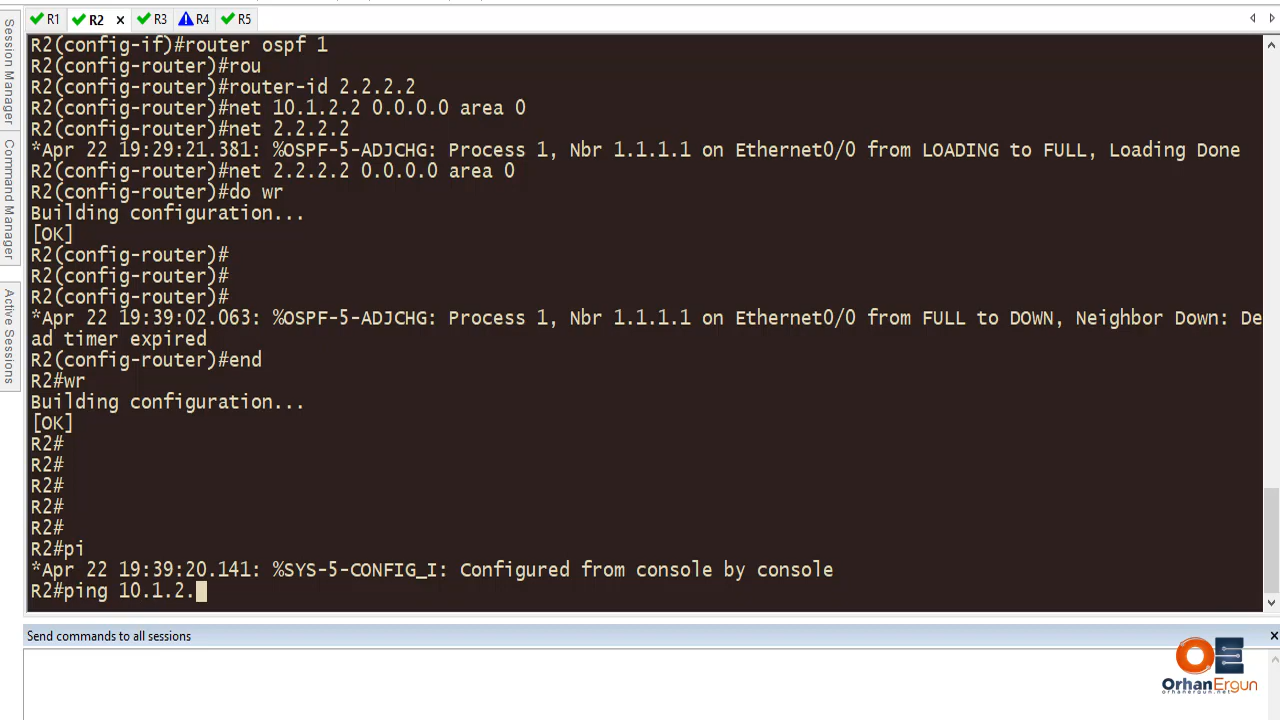 R1 R2 × R3 R4 R5
Session Manager
Command Manager
Active Sessions
R2(config-if)#router ospf 1
R2(config-router)#rou
R2(config-router)#router-id 2.2.2.2
R2(config-router)#net 10.1.2.2 0.0.0.0 area 0
R2(config-router)#net 2.2.2.2
*Apr 22 19:29:21.381: %OSPF-5-ADJCHG: Process 1, Nbr 1.1.1.1 on Ethernet0/0 from LOADING to FULL, Loading Done
R2(config-router)#net 2.2.2.2 0.0.0.0 area 0
R2(config-router)#do wr
Building configuration...
[OK]
R2(config-router)#
R2(config-router)#
R2(config-router)#
*Apr 22 19:39:02.063: %OSPF-5-ADJCHG: Process 1, Nbr 1.1.1.1 on Ethernet0/0 from FULL to DOWN, Neighbor Down: De
ad timer expired
R2(config-router)#end
R2#wr
Building configuration...
[OK]
R2#
R2#
R2#
R2#
R2#
R2#pi
*Apr 22 19:39:20.141: %SYS-5-CONFIG_I: Configured from console by console
R2#ping 10.1.2.
Send commands to all sessions ×
OrhanErgun
orhanergun.net